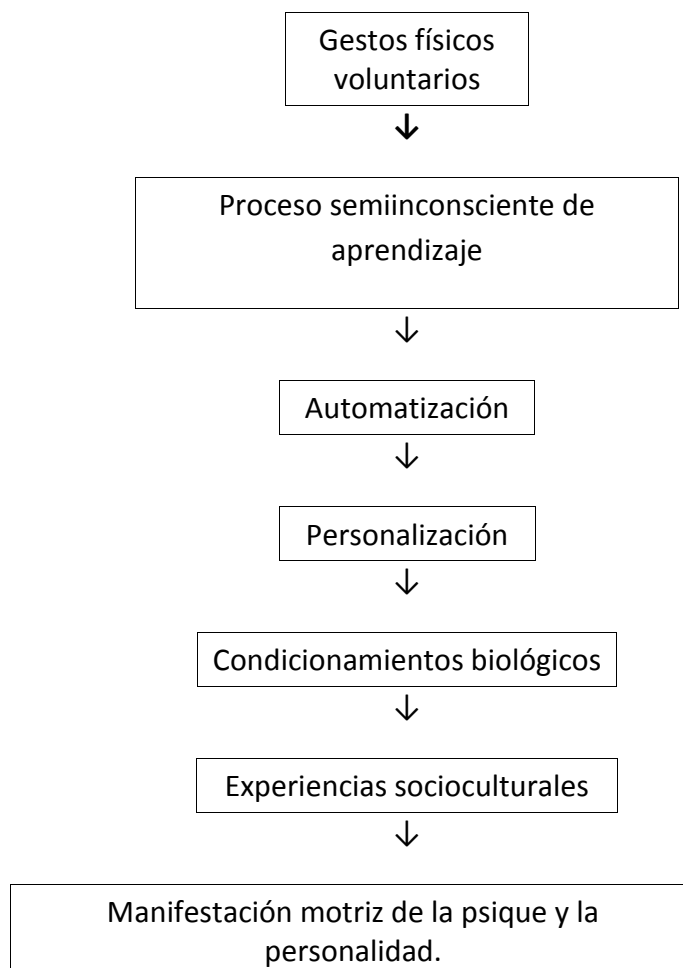 Gestos físicos
voluntarios
↓
Proceso semiinconsciente de
aprendizaje
↓
Automatización
↓
Personalización
↓
Condicionamientos biológicos
↓
Experiencias socioculturales
↓
Manifestación motriz de la psique y la
personalidad.